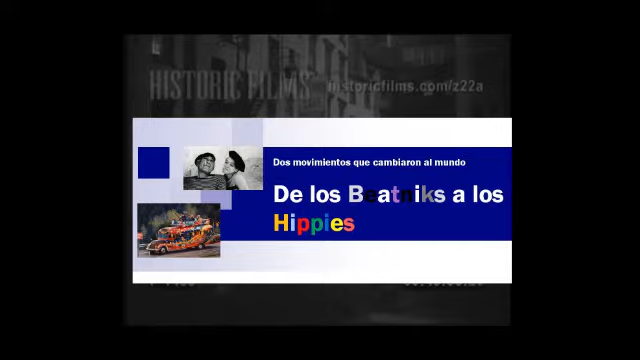 HISTORIC FILMS
historicfilms.com/z22a
Dos movimientos que cambiaron al mundo
De los Beatniks a los
Hippies